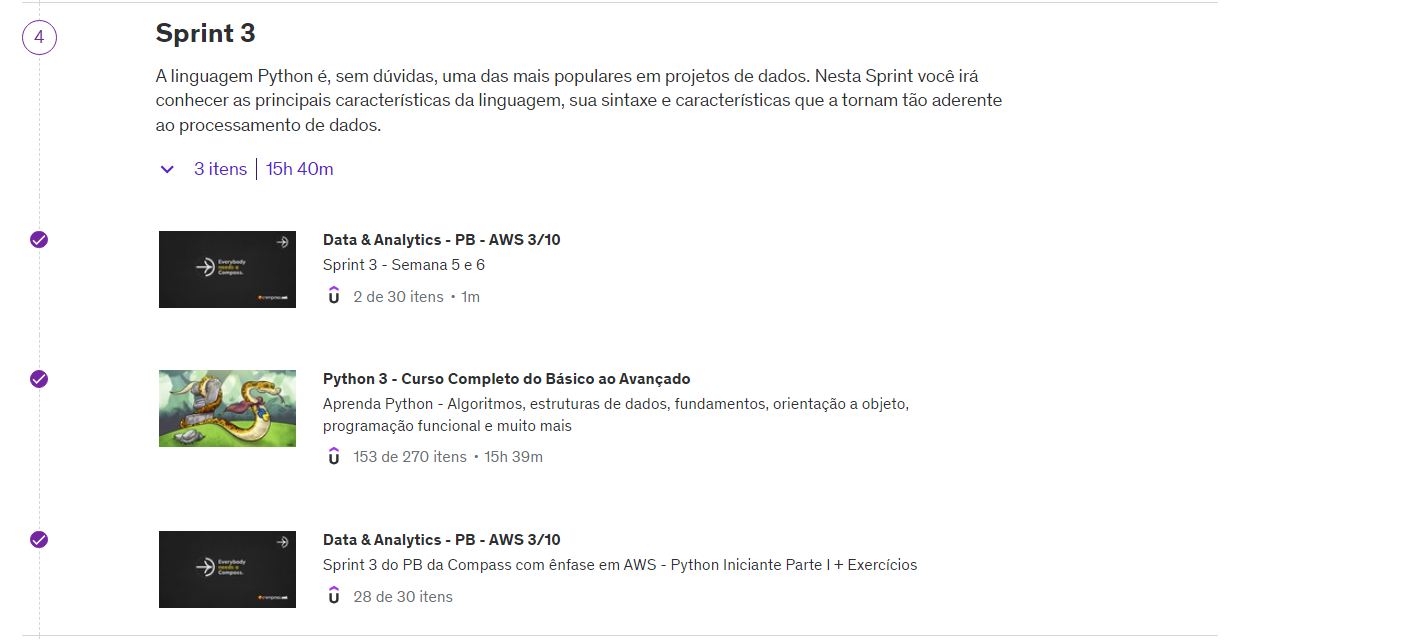 4
Sprint 3
A linguagem Python é, sem dúvidas, uma das mais populares em projetos de dados. Nesta Sprint você irá
conhecer as principais características da linguagem, sua sintaxe e características que a tornam tão aderente
ao processamento de dados.
3 itens | 15h 40m
Everybody
needs a
Compass.
Data & Analytics - PB - AWS 3/10
Sprint 3 - Semana 5 e 6
2 de 30 itens • 1m
Python 3 - Curso Completo do Básico ao Avançado
Aprenda Python - Algoritmos, estruturas de dados, fundamentos, orientação a objeto,
programação funcional e muito mais
153 de 270 itens • 15h 39m
Everybody
needs a
Compass.
Data & Analytics - PB - AWS 3/10
Sprint 3 do PB da Compass com ênfase em AWS - Python Iniciante Parte I + Exercícios
28 de 30 itens